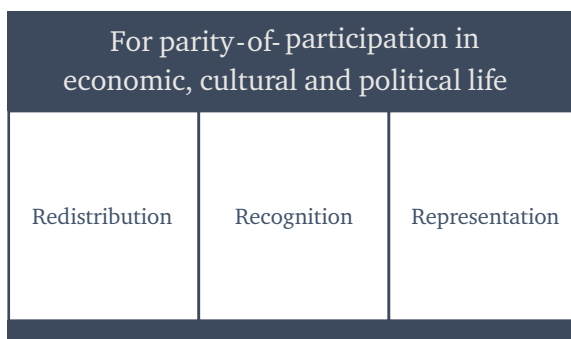 For parity-of- participation in
economic, cultural and political life
Redistribution
Recognition
Representation